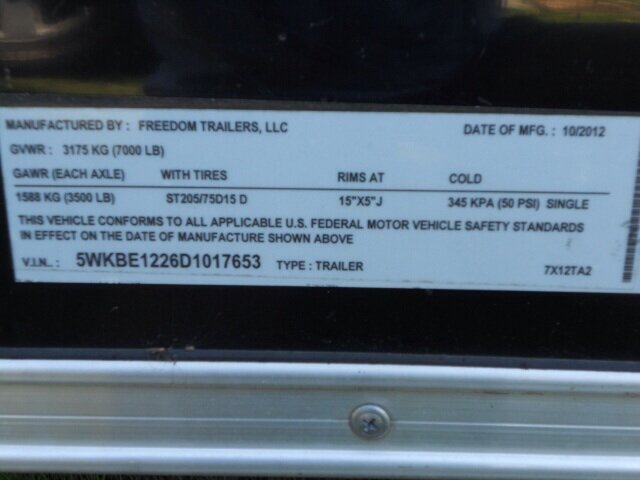 MANUFACTURED BY : FREEDOM TRAILERS, LLC DATE OF MFG. : 10/2012
GVWR : 3175 KG (7000 LB)
GAWR (EACH AXLE) WITH TIRES RIMS AT COLD
1588 KG (3500 LB) ST205/75D15 D 15"X5"J 345 KPA (50 PSI) SINGLE
THIS VEHICLE CONFORMS TO ALL APPLICABLE U.S. FEDERAL MOTOR VEHICLE SAFETY STANDARDS
IN EFFECT ON THE DATE OF MANUFACTURE SHOWN ABOVE
V.I.N.. : 5WKBE1226D1017653 TYPE : TRAILER 7X12TA2